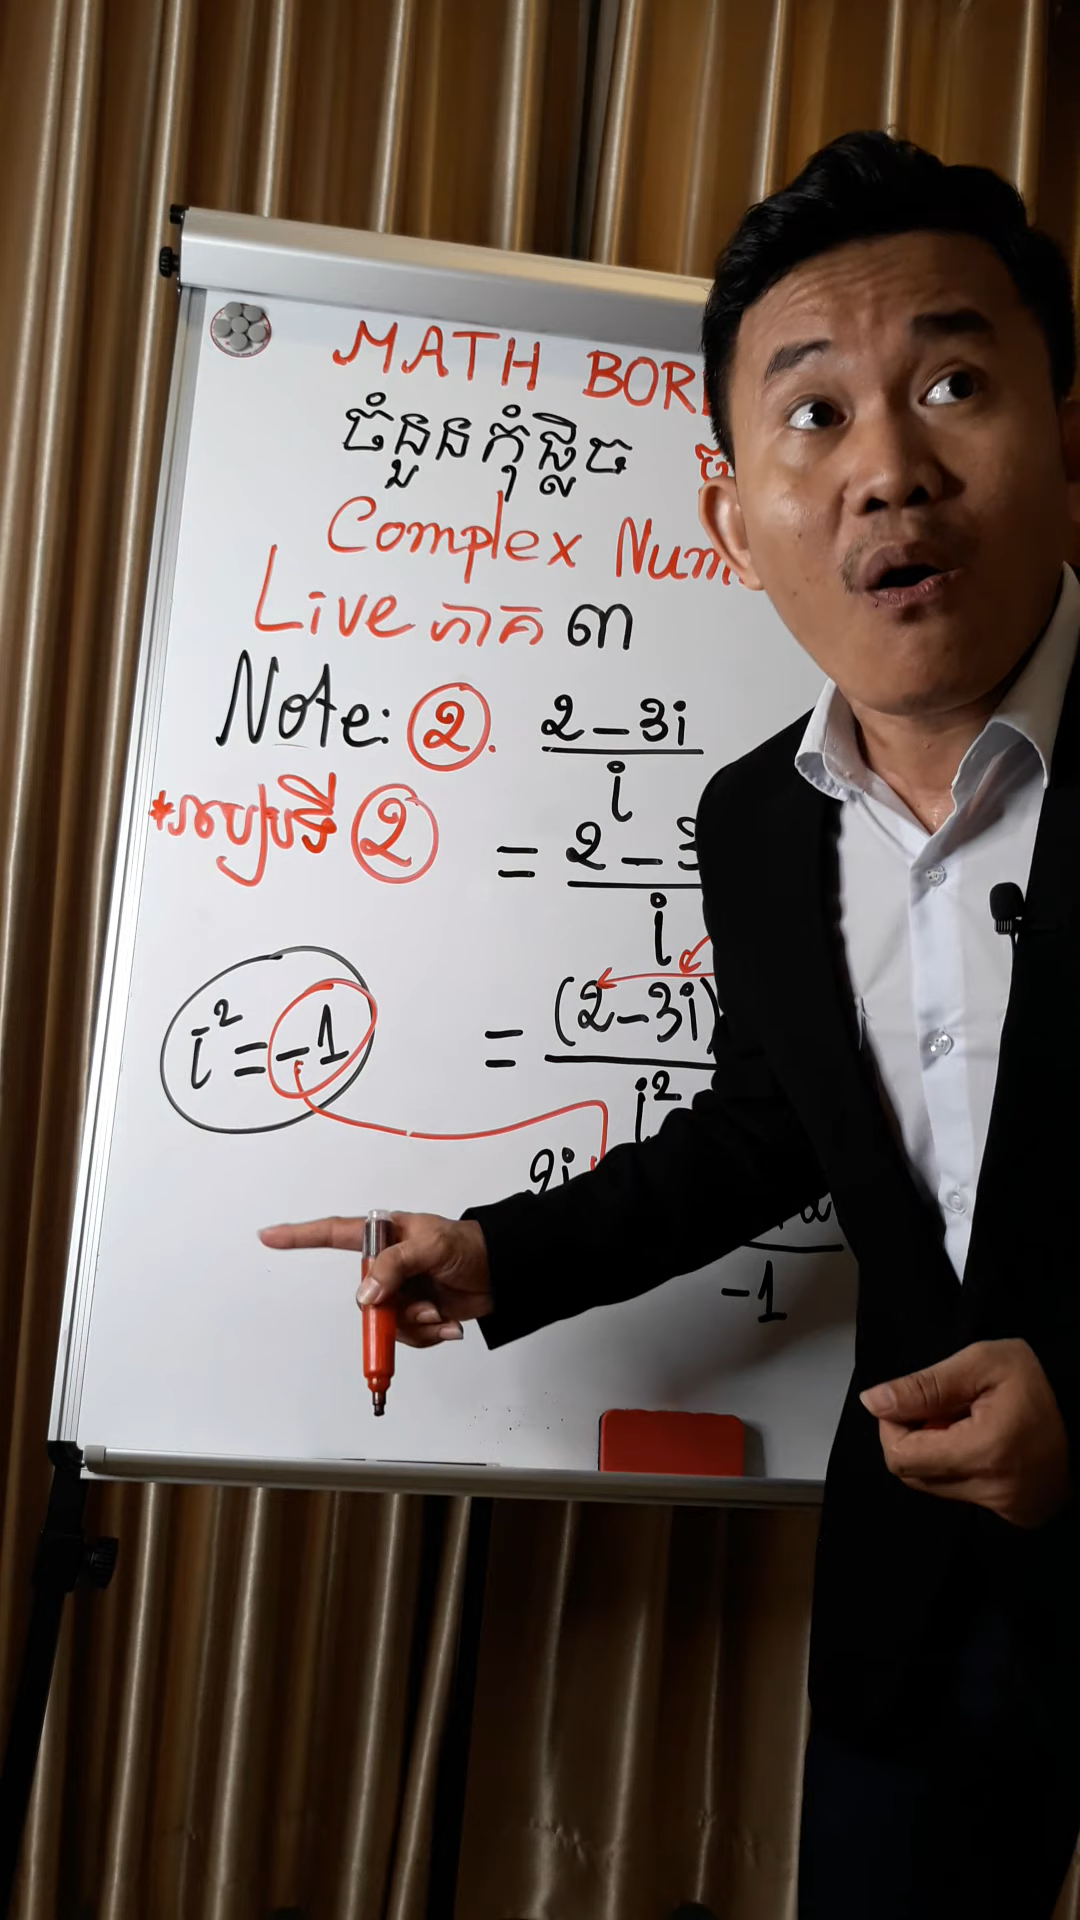 MATH BOR
ចំនួនកុំផ្លិច
Complex Num
Live ភាគ ៣
Note: ②. 2-3i
i
*របៀបទី ② = 2-3
i
i² = -1 = (2-3i)
i²
2i
-1